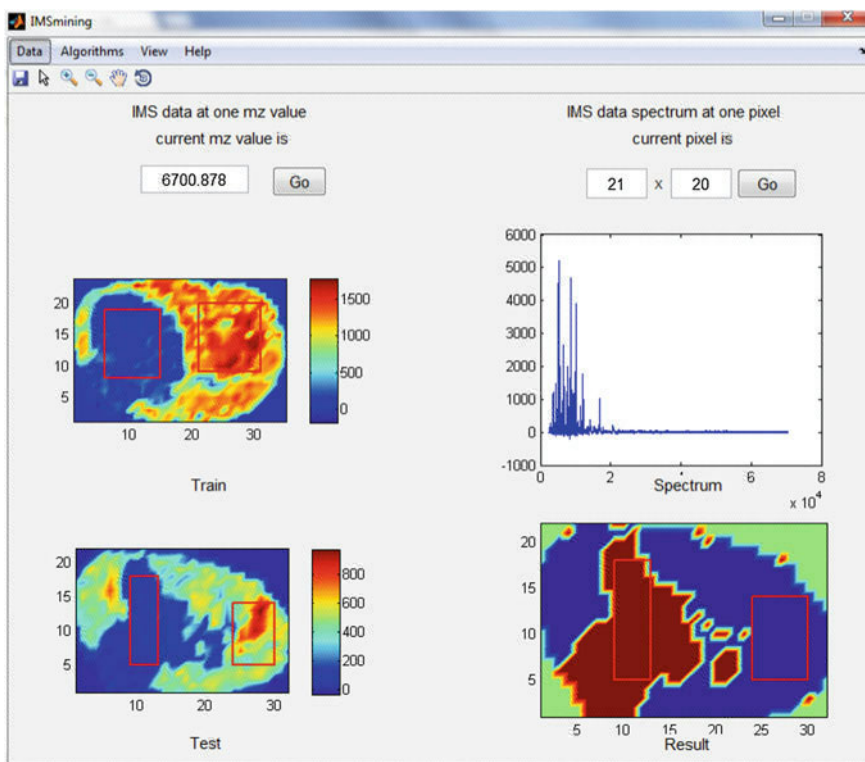 IMSmining
Data Algorithms View Help
IMS data at one mz value
current mz value is
6700.878 Go
IMS data spectrum at one pixel
current pixel is
21 x 20 Go
20
15
10
5
10 20 30
1500
1000
500
0
Train
6000
5000
4000
3000
2000
1000
0
-1000
0 2 4 6 8
x 10^4
Spectrum
20
15
10
5
10 20 30
800
600
400
200
0
Test
20
15
10
5
5 10 15 20 25 30
Result